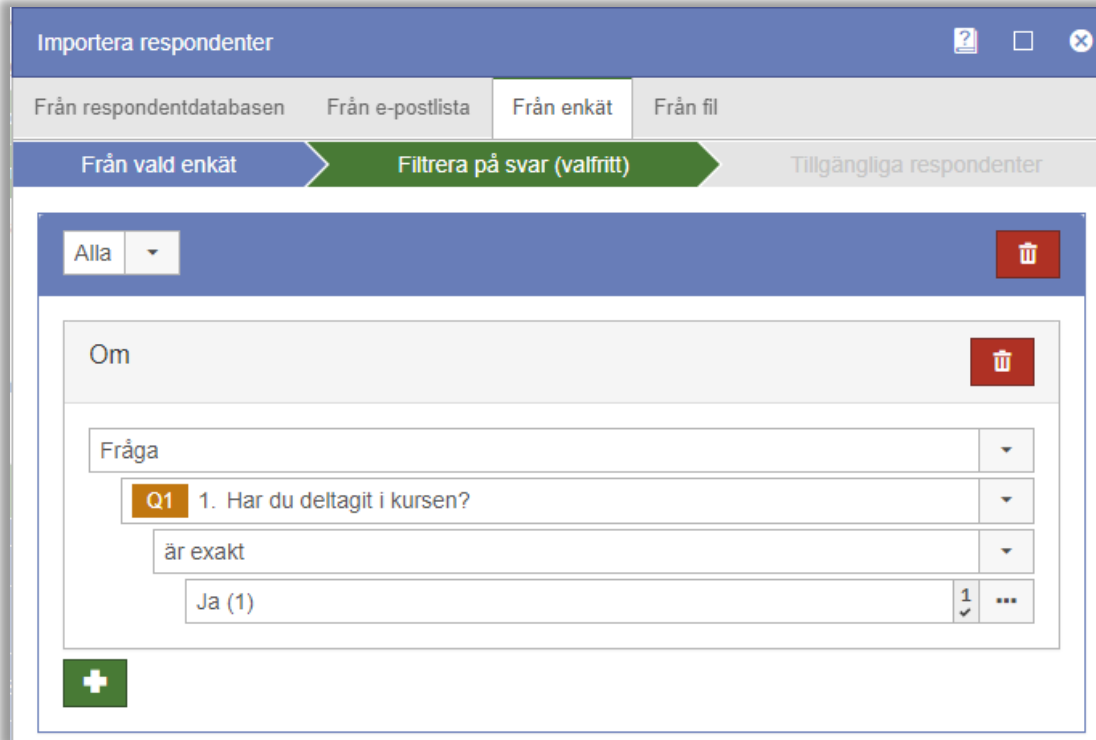 Importera respondenter
Från respondentdatabasen Från e-postlista Från enkät Från fil
Från vald enkät Filtrera på svar (valfritt) Tillgängliga respondenter
Alla
Om
Fråga
Q1 1. Har du deltagit i kursen?
är exakt
Ja (1) 1